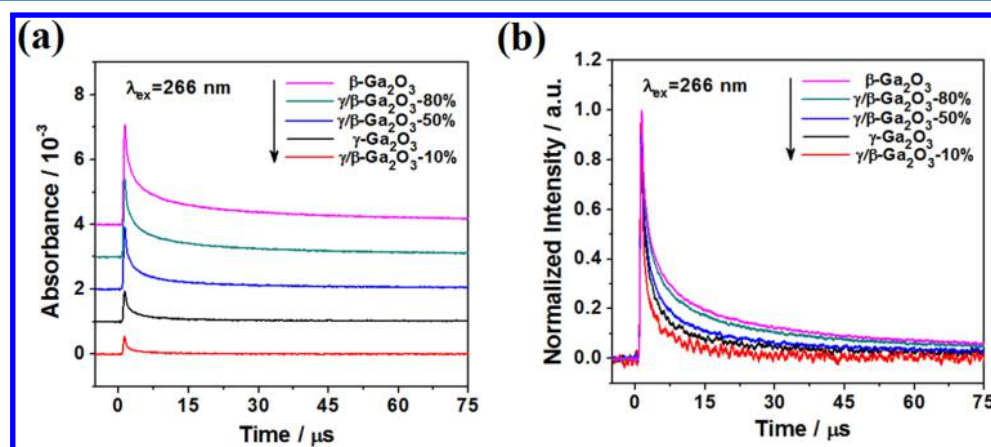 (a)
λex=266 nm
β-Ga₂O₃
γ/β-Ga₂O₃-80%
γ/β-Ga₂O₃-50%
γ-Ga₂O₃
γ/β-Ga₂O₃-10%
Absorbance / 10⁻³
6
4
2
0
0 15 30 45 60 75
Time / μs
(b)
λex=266 nm
β-Ga₂O₃
γ/β-Ga₂O₃-80%
γ/β-Ga₂O₃-50%
γ-Ga₂O₃
γ/β-Ga₂O₃-10%
Normalized Intensity / a.u.
1.2
1.0
0.8
0.6
0.4
0.2
0.0
0 15 30 45 60 75
Time / μs